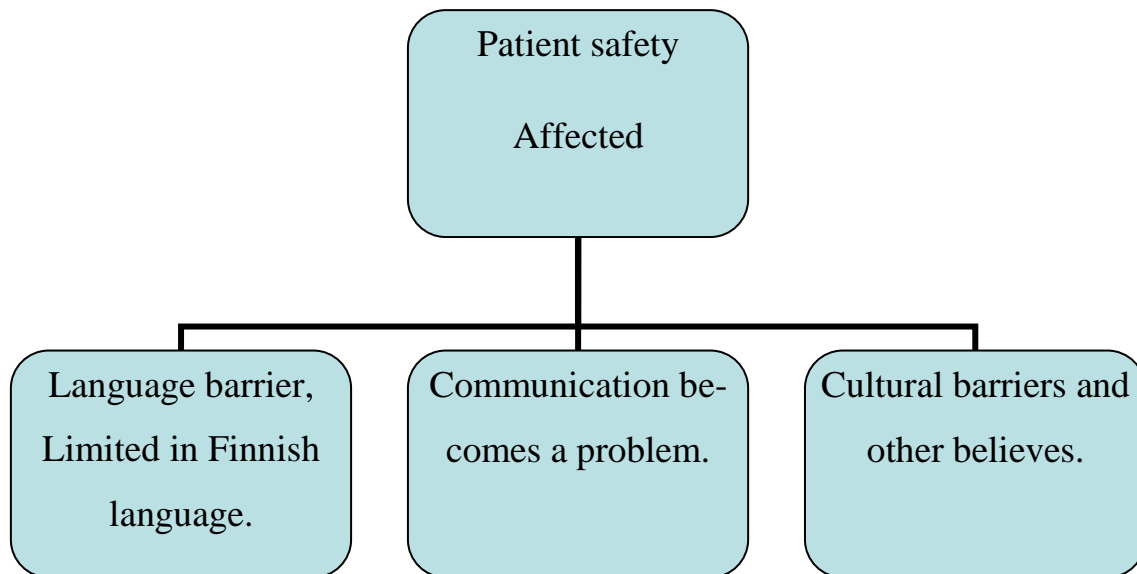 Patient safety
Affected
Language barrier,
Limited in Finnish
language.
Communication be-
comes a problem.
Cultural barriers and
other believes.